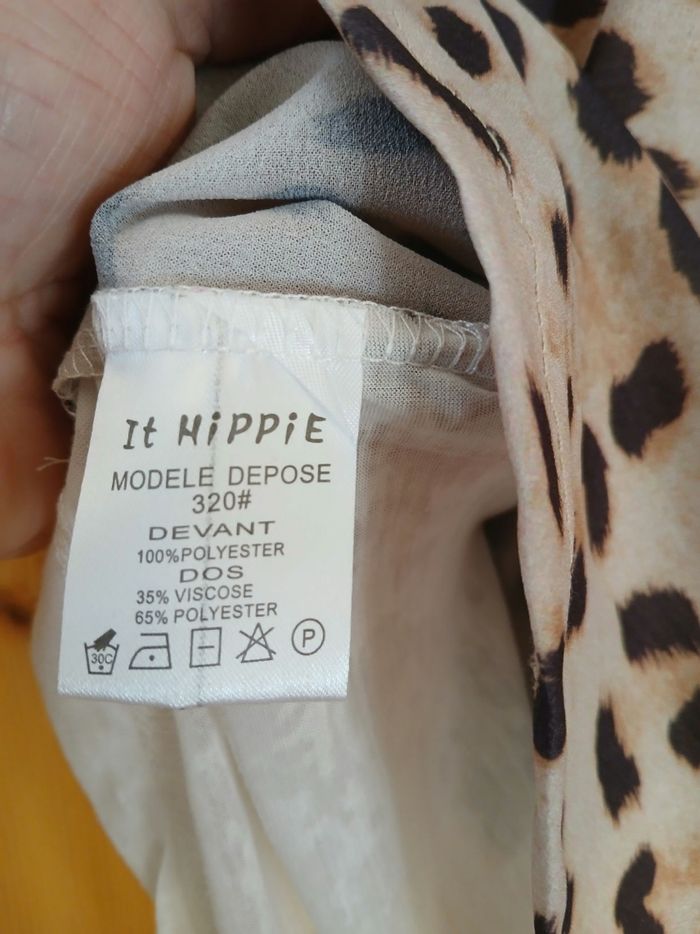 It HiPPiE
MODELE DEPOSE
320#
DEVANT
100%POLYESTER
DOS
35% VISCOSE
65% POLYESTER
30C P